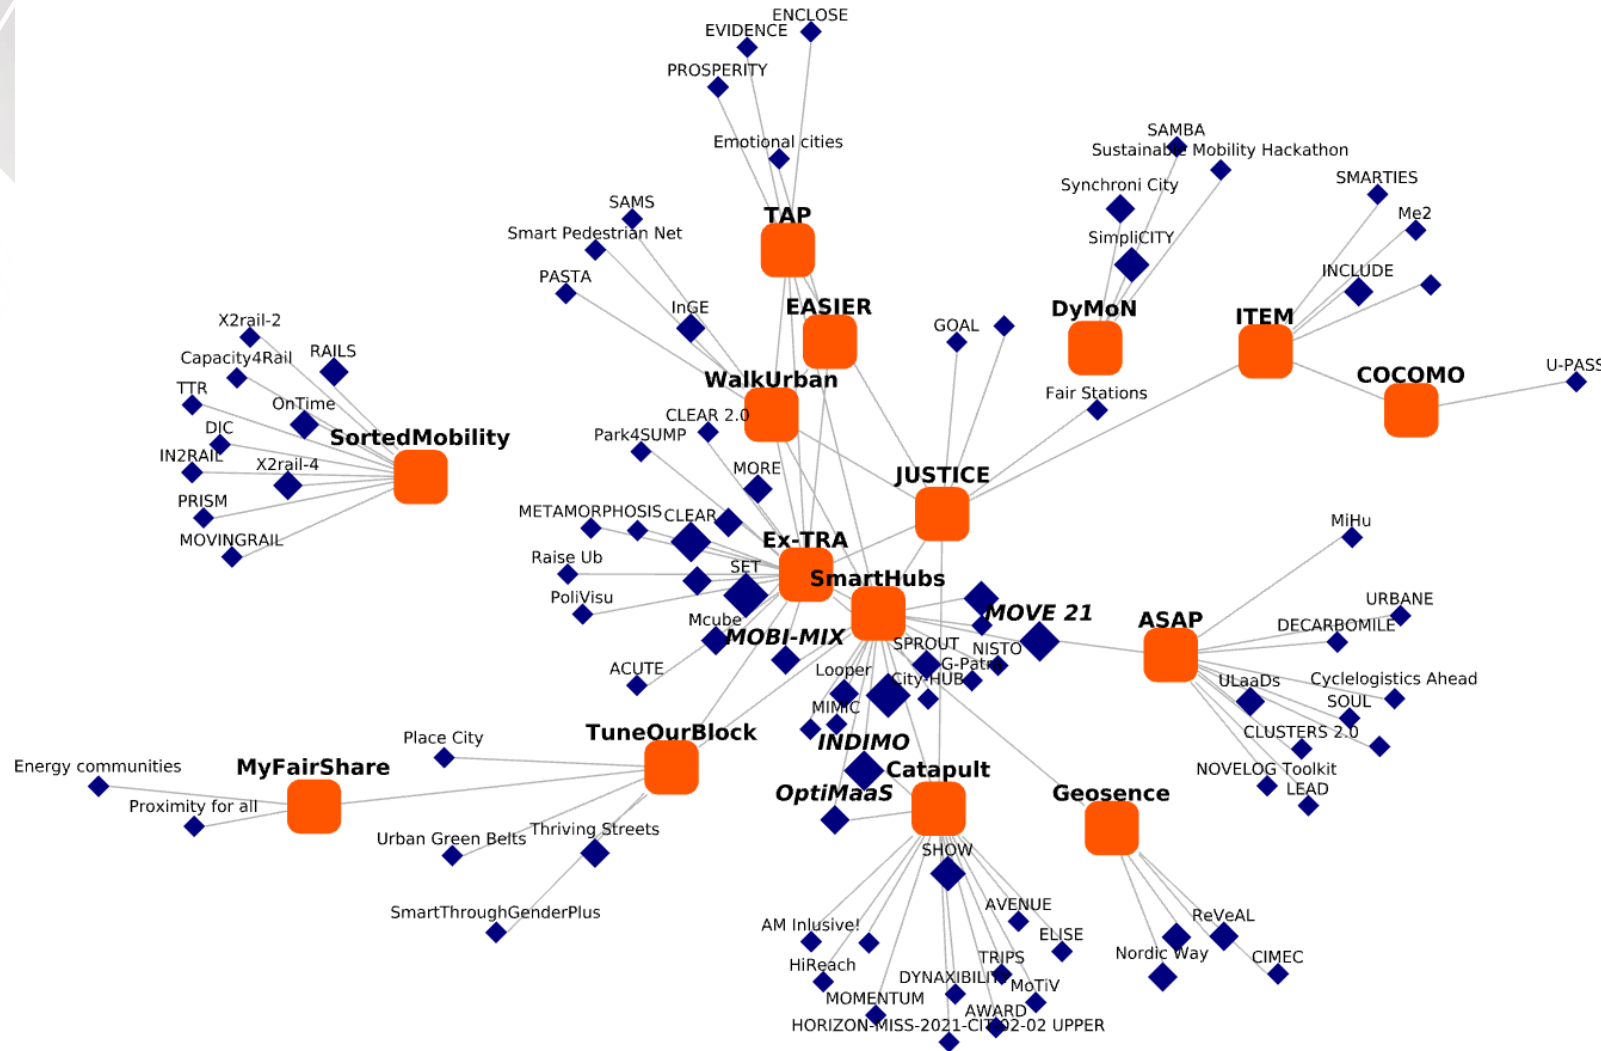 ENCLOSE
EVIDENCE
PROSPERITY
Emotional cities
SAMBA
Sustainable Mobility Hackathon
SMARTIES
Synchroni City
Me2
SAMS
TAP
Smart Pedestrian Net
SimpliCITY
PASTA
INCLUDE
InGE
EASIER
DyMoN
ITEM
GOAL
X2rail-2
RAILS
Capacity4Rail
U-PASS
WalkUrban
COCOMO
TTR
Fair Stations
OnTime
CLEAR 2.0
DIC
Park4SUMP
SortedMobility
IN2RAIL
X2rail-4
MORE
JUSTICE
PRISM
METAMORPHOSIS
CLEAR
MiHu
MOVINGRAIL
Ex-TRA
Raise Ub
SET
SmartHubs
PoliVisu
URBANE
MOVE 21
Mcube
ASAP
DECARBOMILE
MOBI-MIX
SPROUT
NISTO
G-Patra
ACUTE
Looper
City-HUB
ULaaDs
Cyclelogistics Ahead
MIMIC
SOUL
TuneOurBlock
CLUSTERS 2.0
Place City
INDIMO
Energy communities
MyFairShare
Catapult
NOVELOG Toolkit
OptiMaaS
Geosence
LEAD
Proximity for all
Urban Green Belts
Thriving Streets
SHOW
SmartThroughGenderPlus
AVENUE
ReVeAL
AM Inlusive!
ELISE
Nordic Way
CIMEC
HiReach
TRIPS
DYNAXIBILITY
MoTiV
MOMENTUM
AWARD
HORIZON-MISS-2021-CIT-02-02 UPPER